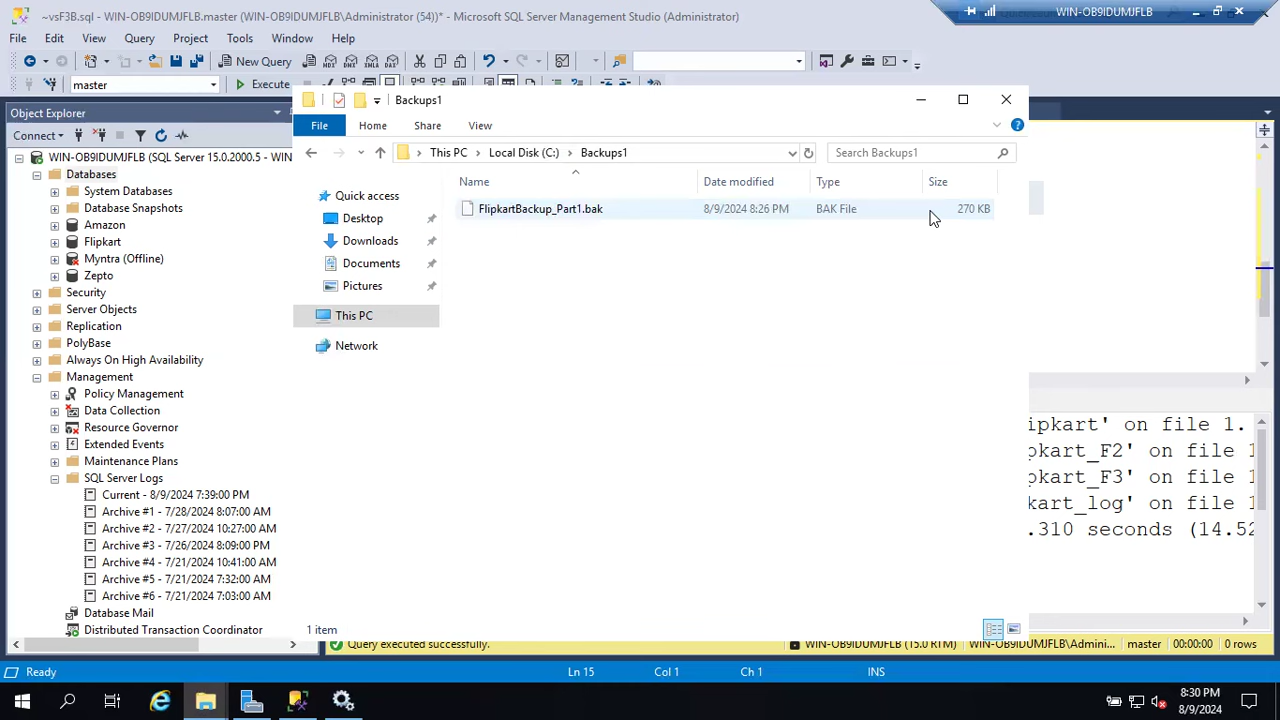 ~vsF3B.sql - WIN-OB9IDUMJFLB.master (WIN-OB9IDUMJFLB\Administrator (54))* - Microsoft SQL Server Management Studio (Administrator)
WIN-OB9IDUMJFLB
File Edit View Query Project Tools Window Help
New Query
MDX DMX XMLA DAX
master
Execute
Object Explorer
Connect
WIN-OB9IDUMJFLB (SQL Server 15.0.2000.5 - WIN
Databases
System Databases
Database Snapshots
Amazon
Flipkart
Myntra (Offline)
Zepto
Security
Server Objects
Replication
PolyBase
Always On High Availability
Management
Policy Management
Data Collection
Resource Governor
Extended Events
Maintenance Plans
SQL Server Logs
Current - 8/9/2024 7:39:00 PM
Archive #1 - 7/28/2024 8:07:00 AM
Archive #2 - 7/27/2024 10:27:00 AM
Archive #3 - 7/26/2024 8:09:00 PM
Archive #4 - 7/21/2024 10:41:00 AM
Archive #5 - 7/21/2024 7:32:00 AM
Archive #6 - 7/21/2024 7:03:00 AM
Database Mail
Distributed Transaction Coordinator
Backups1
File Home Share View
This PC > Local Disk (C:) > Backups1
Search Backups1
Quick access
Desktop
Downloads
Documents
Pictures
This PC
Network
Name Date modified Type Size
FlipkartBackup_Part1.bak 8/9/2024 8:26 PM BAK File 270 KB
1 item
ipkart' on file 1.
pkart_F2' on file 1
pkart_F3' on file 1
kart_log' on file 1
.310 seconds (14.52
Query executed successfully.
WIN-OB9IDUMJFLB (15.0 RTM) WIN-OB9IDUMJFLB\Admini... master 00:00:00 0 rows
Ready Ln 15 Col 1 Ch 1 INS
8:30 PM
8/9/2024